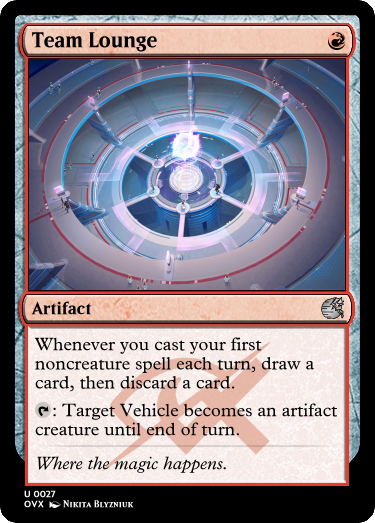 Team Lounge
Artifact
Whenever you cast your first
noncreature spell each turn, draw a
card, then discard a card.
: Target Vehicle becomes an artifact
creature until end of turn.
Where the magic happens.
U 0027
OVX Nikita Blyzniuk